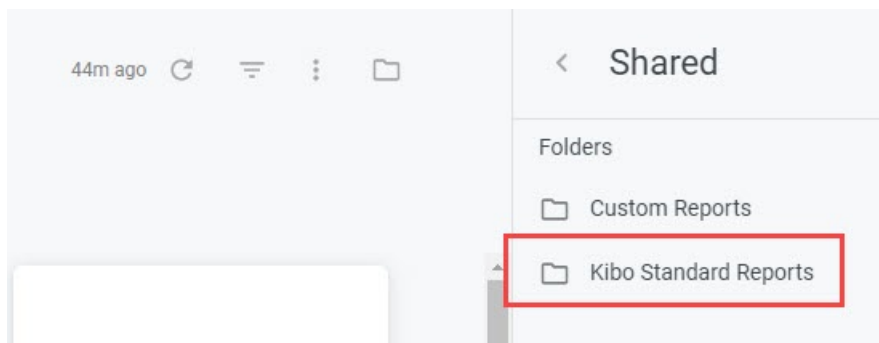 44m ago
Shared
Folders
Custom Reports
Kibo Standard Reports